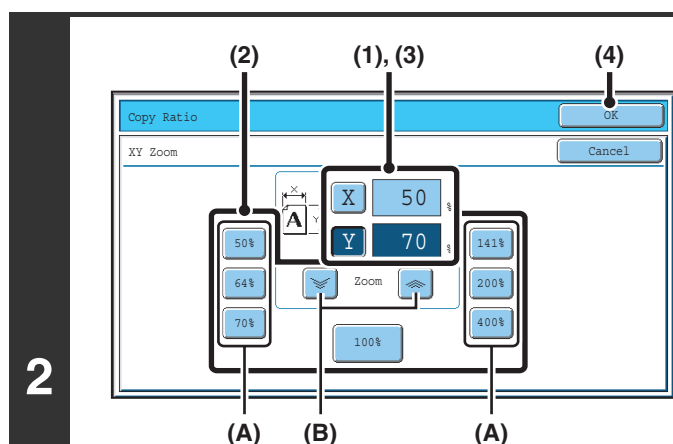 (2) (1), (3) (4)
Copy Ratio OK
XY Zoom Cancel
X X 50 %
A Y
Y 70 %
50% 141%
64% Zoom 200%
70% 400%
100%
2
(A) (B) (A)